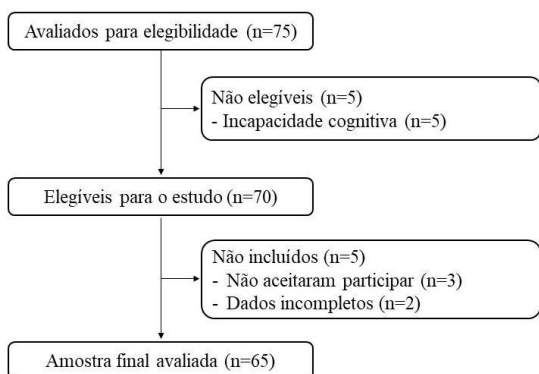 Avaliados para elegibilidade (n=75)
Não elegíveis (n=5)
- Incapacidade cognitiva (n=5)
Elegíveis para o estudo (n=70)
Não incluídos (n=5)
- Não aceitaram participar (n=3)
- Dados incompletos (n=2)
Amostra final avaliada (n=65)